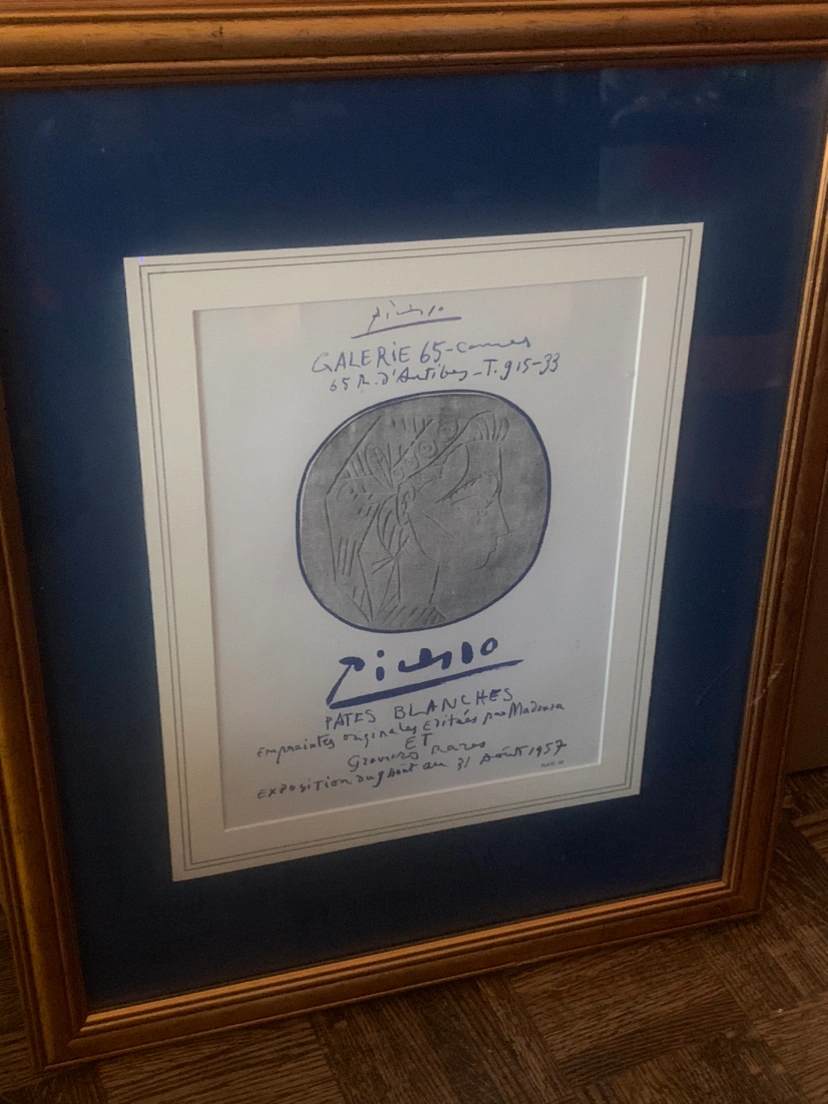 Picasso
GALERIE 65-Cannes
65 R. d'Antibes-T. 915-33
Picasso
PATES BLANCHES
Empreintes originales Editées par Madoura
ET
Gravures rares
EXPOSITION du 9 Août au 31 Août 1957